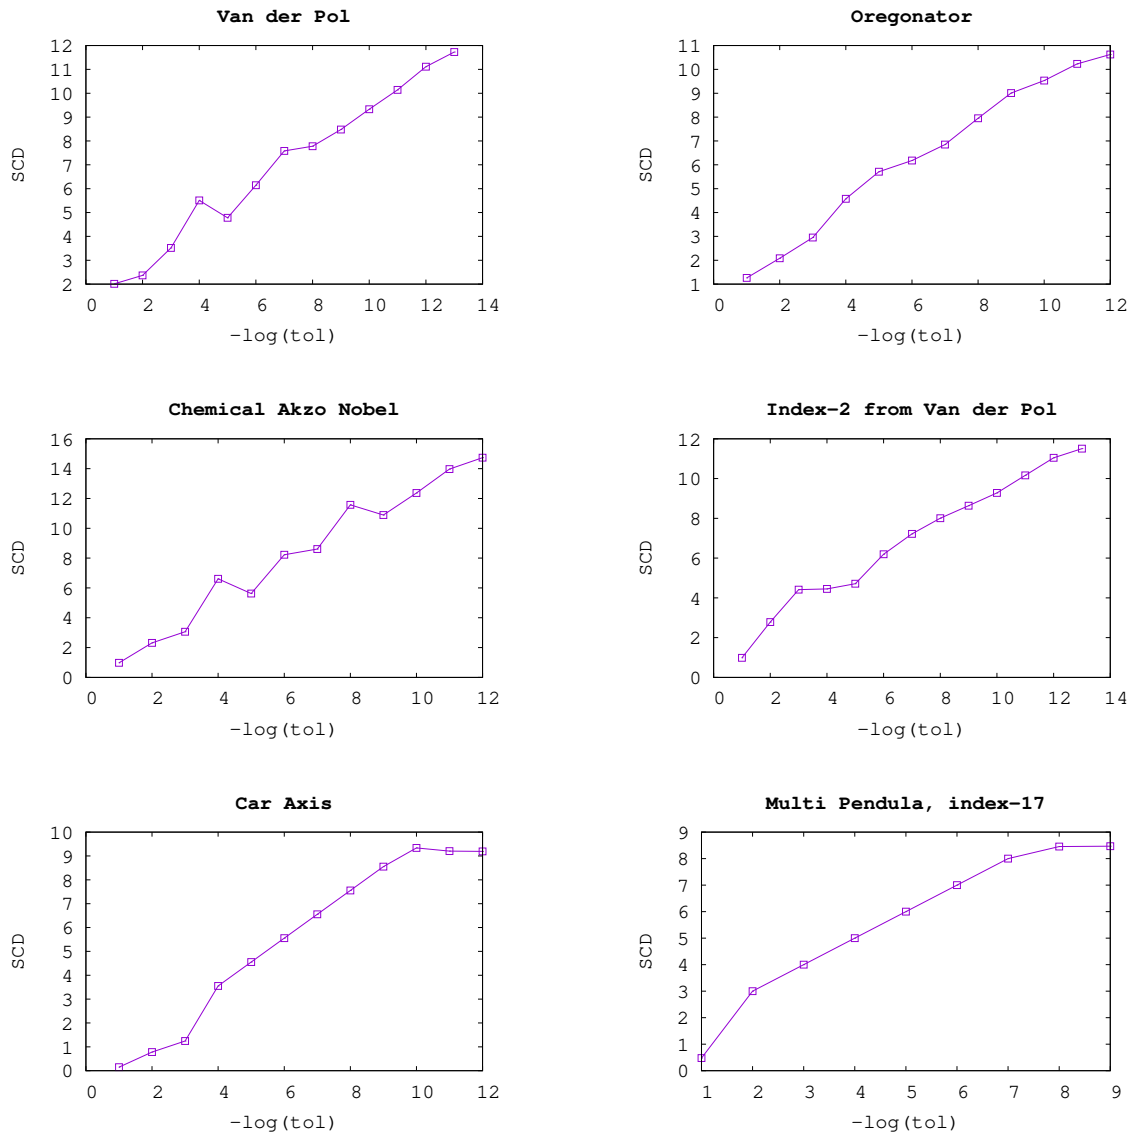 Van der Pol
12
11
10
9
8
7
6
5
4
3
2
SCD
0 2 4 6 8 10 12 14
-log(tol)
Oregonator
11
10
9
8
7
6
5
4
3
2
1
SCD
0 2 4 6 8 10 12
-log(tol)
Chemical Akzo Nobel
16
14
12
10
8
6
4
2
0
SCD
0 2 4 6 8 10 12
-log(tol)
Index-2 from Van der Pol
12
10
8
6
4
2
0
SCD
0 2 4 6 8 10 12 14
-log(tol)
Car Axis
10
9
8
7
6
5
4
3
2
1
0
SCD
0 2 4 6 8 10 12
-log(tol)
Multi Pendula, index-17
9
8
7
6
5
4
3
2
1
0
SCD
1 2 3 4 5 6 7 8 9
-log(tol)